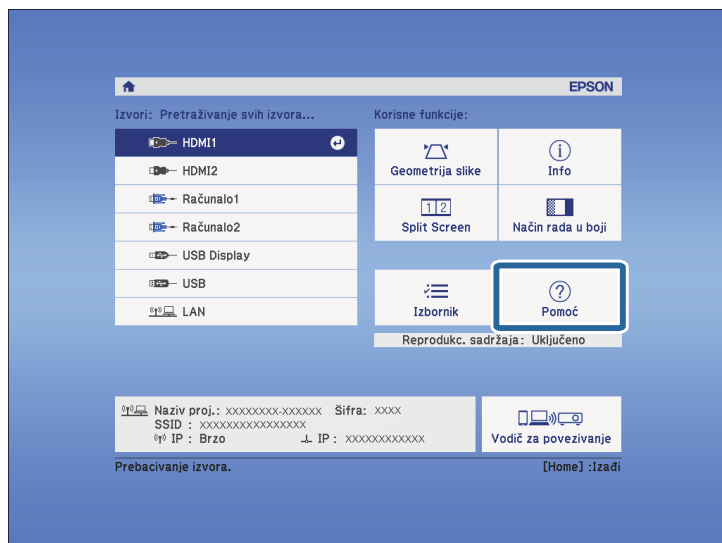 EPSON
Izvori: Pretraživanje svih izvora...
Korisne funkcije:
HDMI1
HDMI2
Računalo1
Računalo2
USB Display
USB
LAN
Geometrija slike
Info
1 2
Split Screen
Način rada u boji
Izbornik
? 
Pomoć
Reprodukc. sadržaja: Uključeno
Naziv proj.: XXXXXXXX-XXXXXX Šifra: XXXX
SSID : XXXXXXXXXXXXXXXX
IP : Brzo IP : XXXXXXXXXXXX
Vodič za povezivanje
Prebacivanje izvora.
[Home] :Izađi